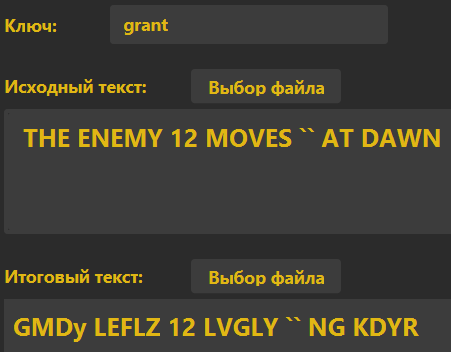 Ключ: grant
Исходный текст: Выбор файла
THE ENEMY 12 MOVES `` AT DAWN
Итоговый текст: Выбор файла
GMDy LEFLZ 12 LVGLY `` NG KDYR